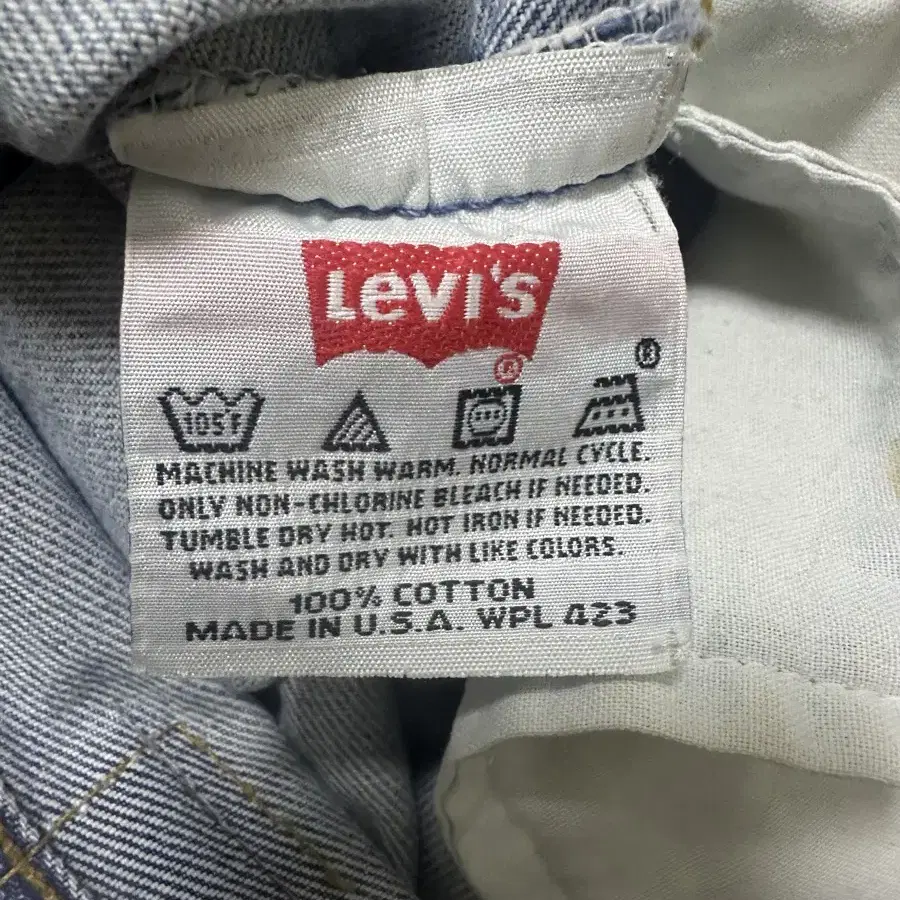 Levi's
®
®
105F
MACHINE WASH WARM. NORMAL CYCLE.
ONLY NON-CHLORINE BLEACH IF NEEDED.
TUMBLE DRY HOT. HOT IRON IF NEEDED.
WASH AND DRY WITH LIKE COLORS.
100% COTTON
MADE IN U.S.A. WPL 423